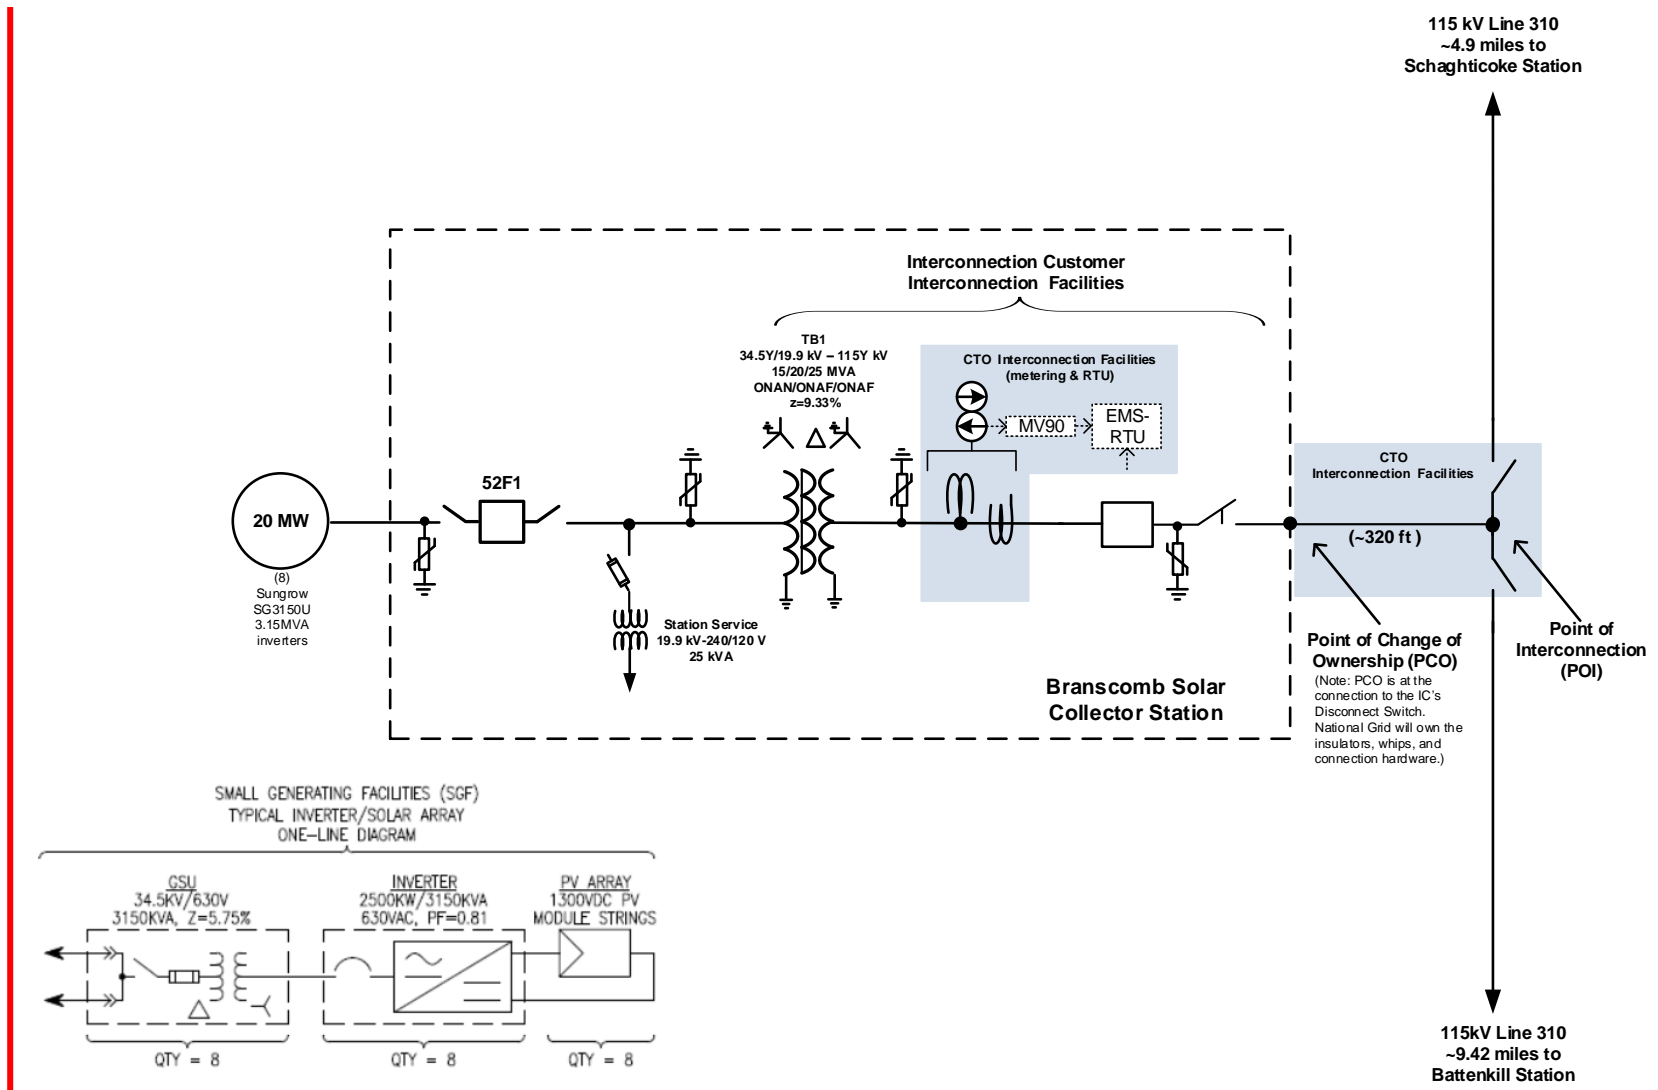 115 kV Line 310
~4.9 miles to
Schaghticoke Station
Interconnection Customer
Interconnection Facilities
TB1
34.5Y/19.9 kV – 115Y kV
15/20/25 MVA
ONAN/ONAF/ONAF
z=9.33%
CTO Interconnection Facilities
(metering & RTU)
MV90
EMS-
RTU
CTO
Interconnection Facilities
52F1
20 MW
(8)
Sungrow
SG3150U
3.15MVA
inverters
(~320 ft )
Station Service
19.9 kV-240/120 V
25 kVA
Point of Change of
Ownership (PCO)
(Note: PCO is at the
connection to the IC's
Disconnect Switch.
National Grid will own the
insulators, whips, and
connection hardware.)
Point of
Interconnection
(POI)
Branscomb Solar
Collector Station
SMALL GENERATING FACILITIES (SGF)
TYPICAL INVERTER/SOLAR ARRAY
ONE-LINE DIAGRAM
GSU
34.5KV/630V
3150KVA, Z=5.75%
INVERTER
2500KW/3150KVA
630VAC, PF=0.81
PV ARRAY
1300VDC PV
MODULE STRINGS
QTY = 8
QTY = 8
QTY = 8
115kV Line 310
~9.42 miles to
Battenkill Station